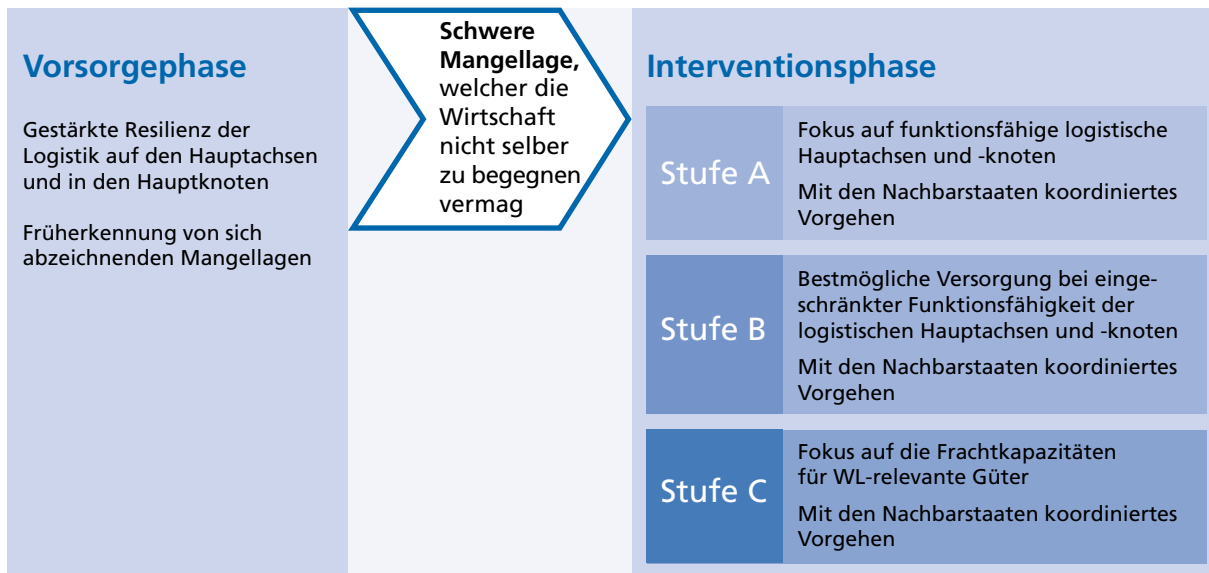 Vorsorgephase
Gestärkte Resilienz der
Logistik auf den Hauptachsen
und in den Hauptknoten
Früherkennung von sich
abzeichnenden Mangellagen
Schwere
Mangellage,
welcher die
Wirtschaft
nicht selber
zu begegnen
vermag
Interventionsphase
Stufe A
Fokus auf funktionsfähige logistische
Hauptachsen und -knoten
Mit den Nachbarstaaten koordiniertes
Vorgehen
Stufe B
Bestmögliche Versorgung bei einge-
schränkter Funktionsfähigkeit der
logistischen Hauptachsen und -knoten
Mit den Nachbarstaaten koordiniertes
Vorgehen
Stufe C
Fokus auf die Frachtkapazitäten
für WL-relevante Güter
Mit den Nachbarstaaten koordiniertes
Vorgehen